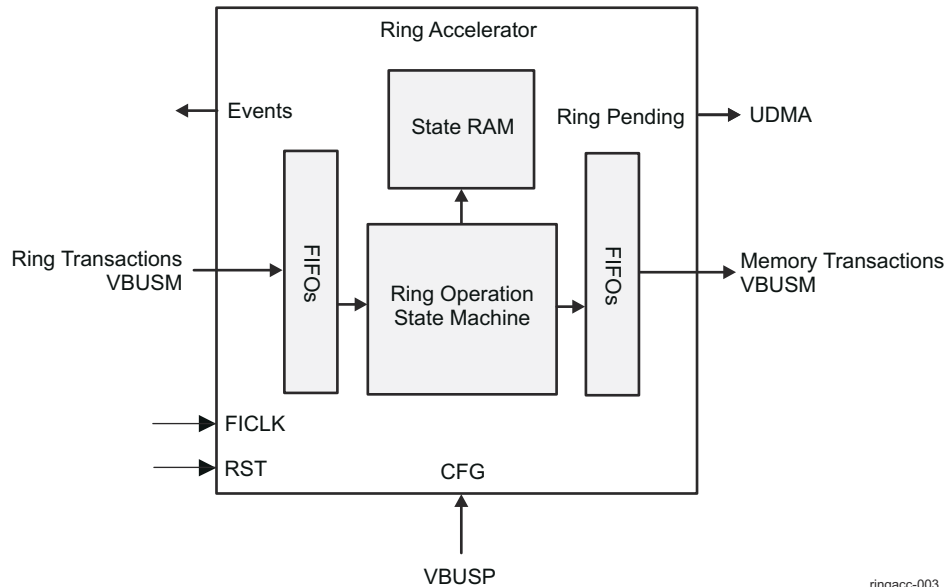 Ring Accelerator
Events
State RAM
Ring Pending
UDMA
Ring Transactions
VBUSM
FIFOs
Ring Operation
State Machine
FIFOs
Memory Transactions
VBUSM
FICLK
RST
CFG
VBUSP
ringacc-003